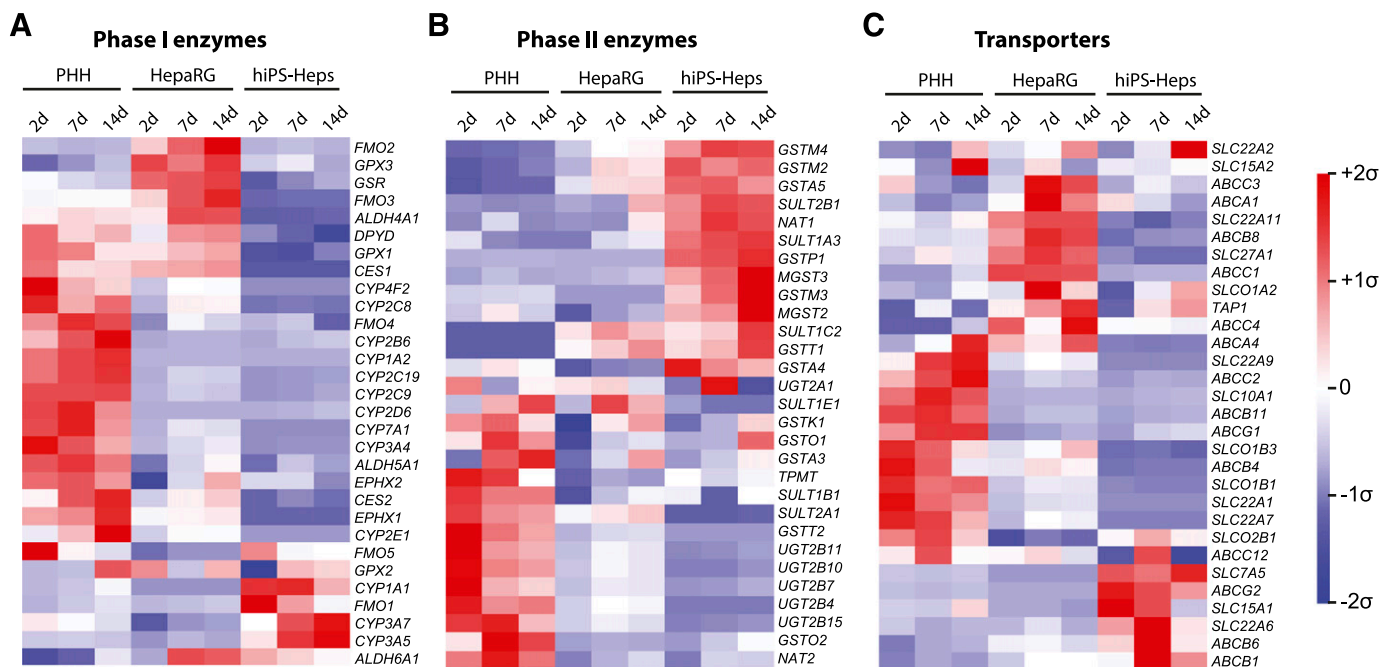 A
Phase I enzymes
PHH HepaRG hiPS-Heps
2d 7d 14d 2d 7d 14d 2d 7d 14d
FMO2
GPX3
GSR
FMO3
ALDH4A1
DPYD
GPX1
CES1
CYP4F2
CYP2C8
FMO4
CYP2B6
CYP1A2
CYP2C19
CYP2C9
CYP2D6
CYP7A1
CYP3A4
ALDH5A1
EPHX2
CES2
EPHX1
CYP2E1
FMO5
GPX2
CYP1A1
FMO1
CYP3A7
CYP3A5
ALDH6A1
B
Phase II enzymes
PHH HepaRG hiPS-Heps
2d 7d 14d 2d 7d 14d 2d 7d 14d
GSTM4
GSTM2
GSTA5
SULT2B1
NAT1
SULT1A3
GSTP1
MGST3
GSTM3
MGST2
SULT1C2
GSTT1
GSTA4
UGT2A1
SULT1E1
GSTK1
GSTO1
GSTA3
TPMT
SULT1B1
SULT2A1
GSTT2
UGT2B11
UGT2B10
UGT2B7
UGT2B4
UGT2B15
GSTO2
NAT2
C
Transporters
PHH HepaRG hiPS-Heps
2d 7d 14d 2d 7d 14d 2d 7d 14d
SLC22A2
SLC15A2
ABCC3
ABCA1
SLC22A11
ABCB8
SLC27A1
ABCC1
SLCO1A2
TAP1
ABCC4
ABCA4
SLC22A9
ABCC2
SLC10A1
ABCB11
ABCG1
SLCO1B3
ABCB4
SLCO1B1
SLC22A1
SLC22A7
SLCO2B1
ABCC12
SLC7A5
ABCG2
SLC15A1
SLC22A6
ABCB6
ABCB1
+2σ
+1σ
0
-1σ
-2σ